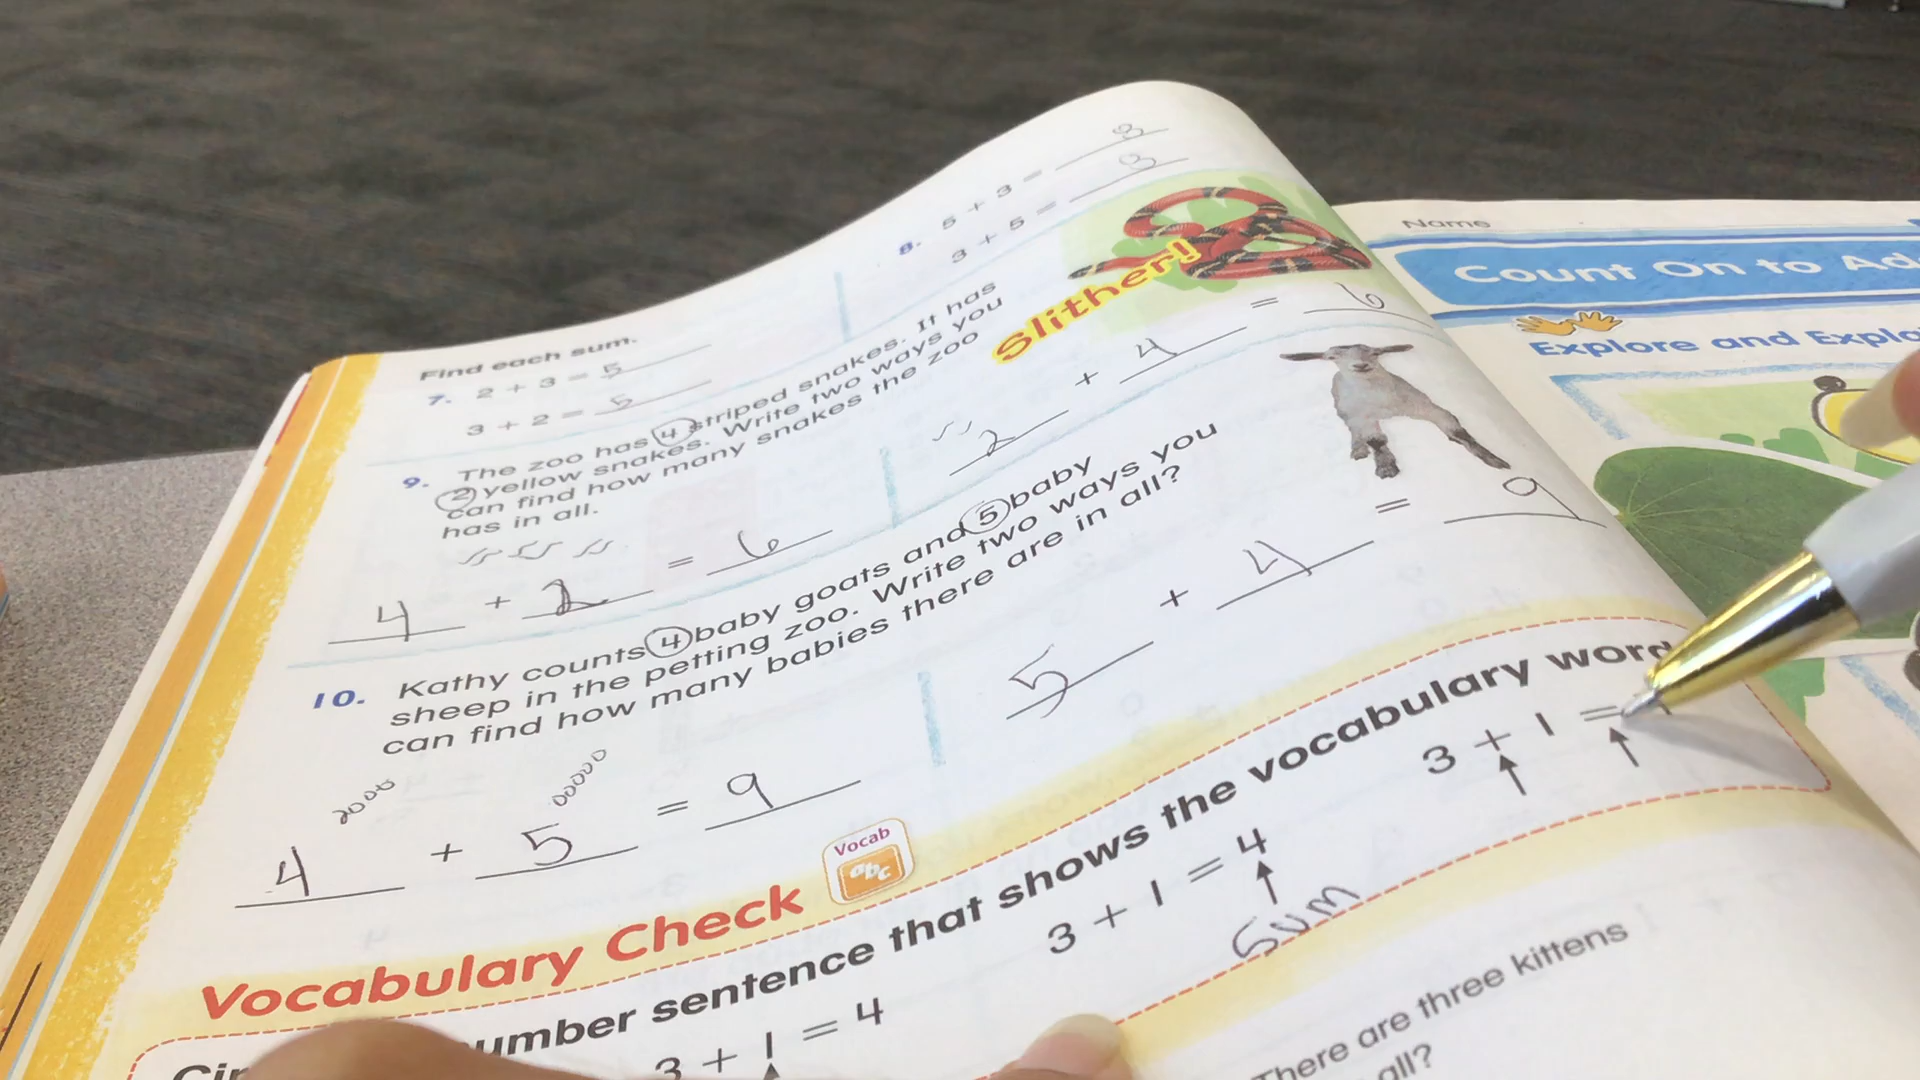 Find each sum.
7. 2 + 3 = 5
3 + 2 = 5
8. 5 + 3 = 8
3 + 5 = 8
Slither!
9. The zoo has 4 striped snakes. It has
2 yellow snakes. Write two ways you
can find how many snakes the zoo
has in all.
4 + 2 = 6
2 + 4 = 6
10. Kathy counts 4 baby goats and 5 baby
sheep in the petting zoo. Write two ways you
can find how many babies there are in all?
4 + 5 = 9
5 + 4 = 9
Vocabulary Check
Vocab
abc
number sentence that shows the vocabulary word
3 + 1 = 4
3 + 1 = 4
sum
3 + 1 =
There are three kittens
all?
Name
Count On to Ad
Explore and Expla